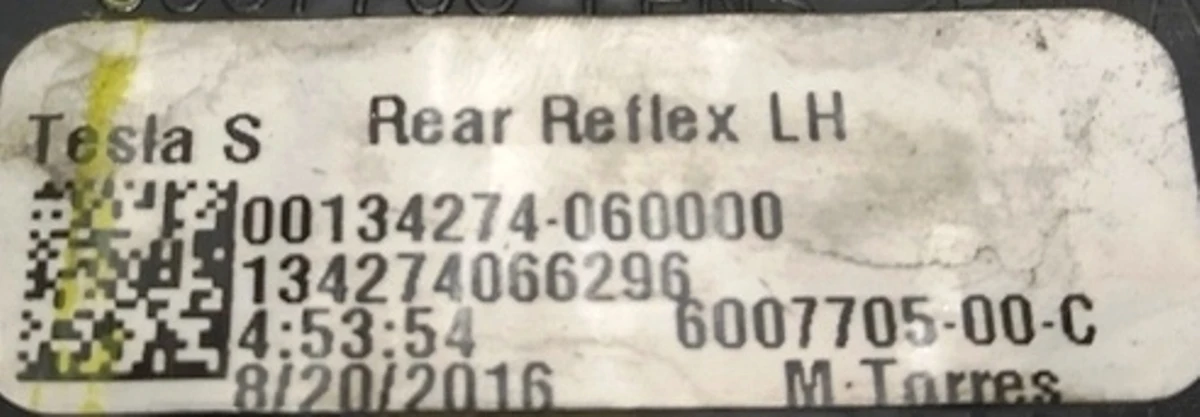 Tesla S Rear Reflex LH
00134274-060000
134274066296
4:53:54 6007705-00-C
8/20/2016 M.Torres